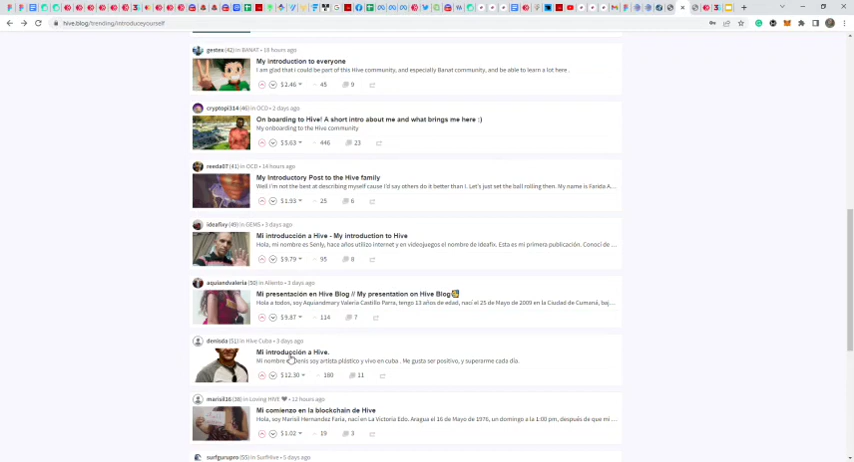 hive.blog/trending/introduceyourself
gestex (42) in BANAT • 18 hours ago
My introduction to everyone
I am glad that I could be part of this Hive community, and especially Banat community, and be able to learn a lot here .
$2.46 45 9
cryptopi314 (46) in OCD • 2 days ago
On boarding to Hive! A short intro about me and what brings me here :)
My onboarding to the Hive community
$5.63 446 23
reeda07 (41) in OCD • 14 hours ago
My Introductory Post to the Hive family
Well I'm not the best at describing myself cause I'd say others do it better than I. Let's just set the ball rolling then. My name is Farida A...
$1.93 25 6
ideafixy (49) in GEMS • 3 days ago
Mi introducción a Hive - My introduction to Hive
Hola, mi nombre es Senly, hace años utilizo internet y en videojuegos el nombre de Ideafix. Esta es mi primera publicación. Conocí de ...
$9.79 95 8
aquiandvaleria (50) in Aliento • 3 days ago
Mi presentación en Hive Blog // My presentation on Hive Blog
Hola a todos, soy Aquiandmary Valeria Castillo Parra, tengo 13 años de edad, nací el 25 de Mayo de 2009 en la Ciudad de Cumaná, baj...
$9.87 114 7
denisda (51) in Hive Cuba • 3 days ago
Mi introducción a Hive.
Mi nombre es Denis soy artista plástico y vivo en cuba . Me gusta ser positivo, y superarme cada día.
$12.30 180 11
marisil16 (38) in Loving HIVE • 12 hours ago
Mi comienzo en la blockchain de Hive
Hola, soy Marisil Hernandez Faria, nací en La Victoria Edo. Aragua el 16 de Mayo de 1976, un domingo a la 1:00 pm, después de que mi ...
$1.02 19 3
surfgurupro (55) in SurfHive • 5 days ago